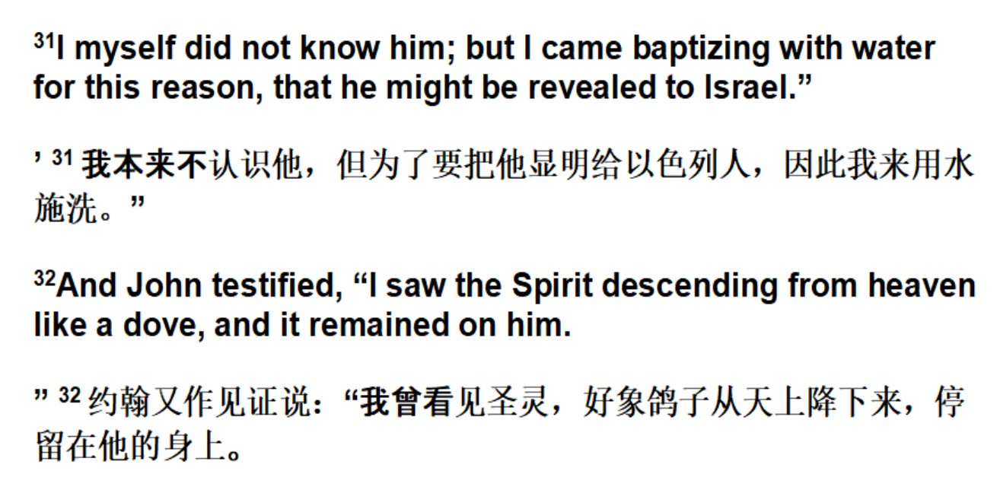 31I myself did not know him; but I came baptizing with water
for this reason, that he might be revealed to Israel.”
’ 31 我本来不认识他，但为了要把他显明给以色列人，因此我来用水
施洗。”
32And John testified, “I saw the Spirit descending from heaven
like a dove, and it remained on him.
” 32 约翰又作见证说：“我曾看见圣灵，好象鸽子从天上降下来，停
留在他的身上。